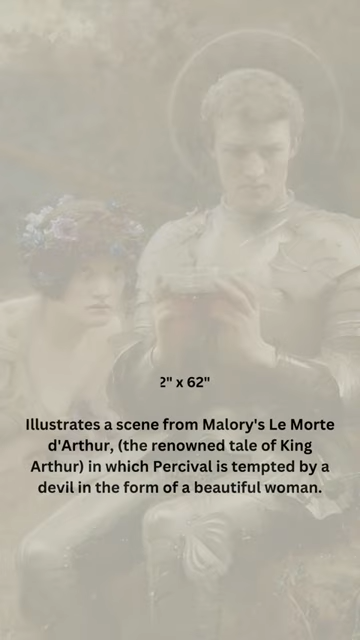 2" x 62"
Illustrates a scene from Malory's Le Morte
d'Arthur, (the renowned tale of King
Arthur) in which Percival is tempted by a
devil in the form of a beautiful woman.